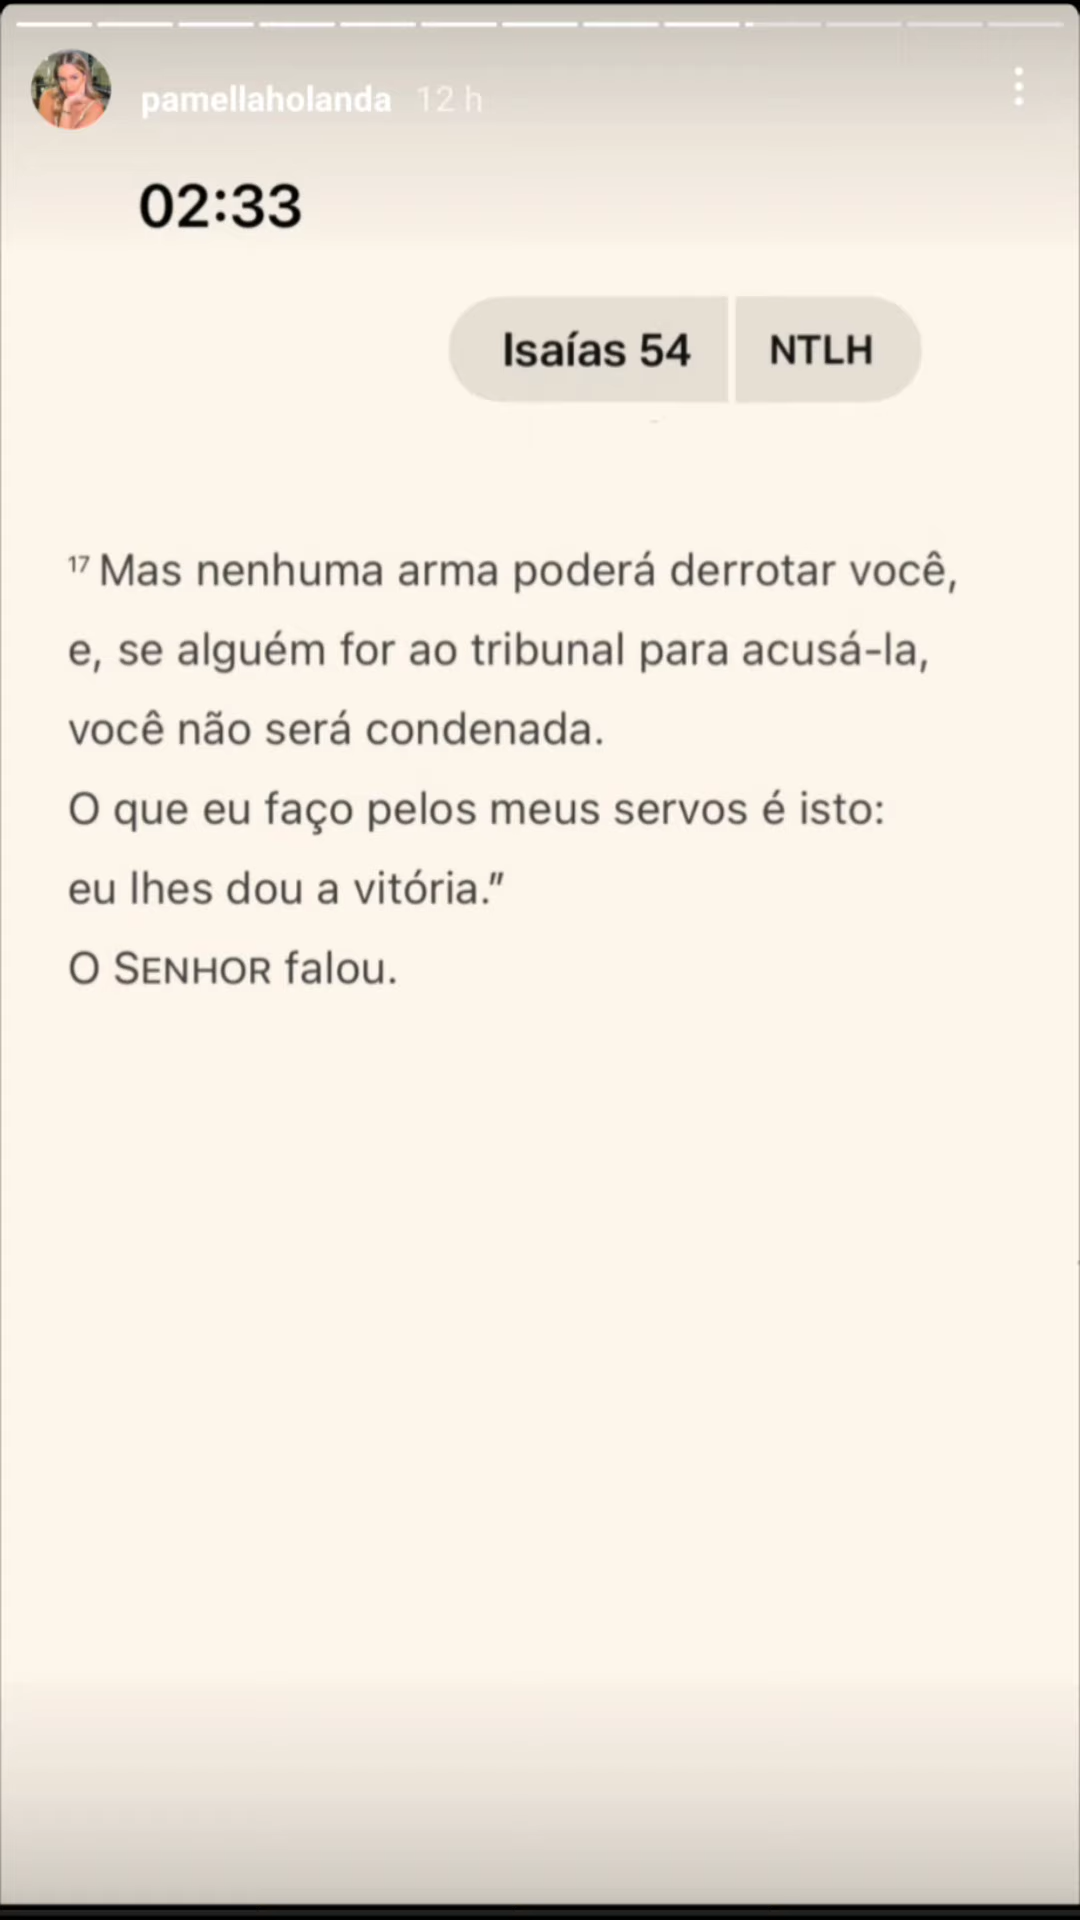 pamellaholanda 12 h
02:33
Isaías 54 NTLH
17 Mas nenhuma arma poderá derrotar você,
e, se alguém for ao tribunal para acusá-la,
você não será condenada.
O que eu faço pelos meus servos é isto:
eu lhes dou a vitória.”
O SENHOR falou.